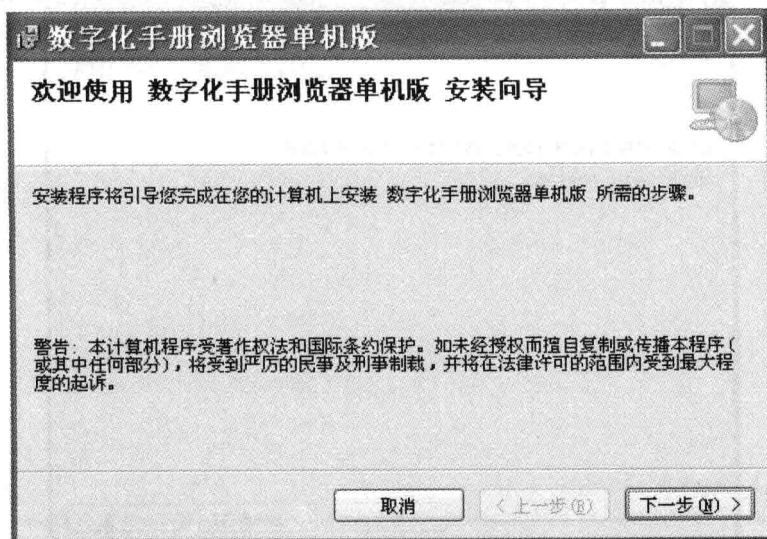 数字化手册浏览器单机版
欢迎使用 数字化手册浏览器单机版 安装向导
安装程序将引导您完成在您的计算机上安装 数字化手册浏览器单机版 所需的步骤。
警告: 本计算机程序受著作权法和国际条约保护。如未经授权而擅自复制或传播本程序(
或其中任何部分)，将受到严厉的民事及刑事制裁，并将在法律许可的范围内受到最大程
度的起诉。
取消 < 上一步(B) 下一步(N) >